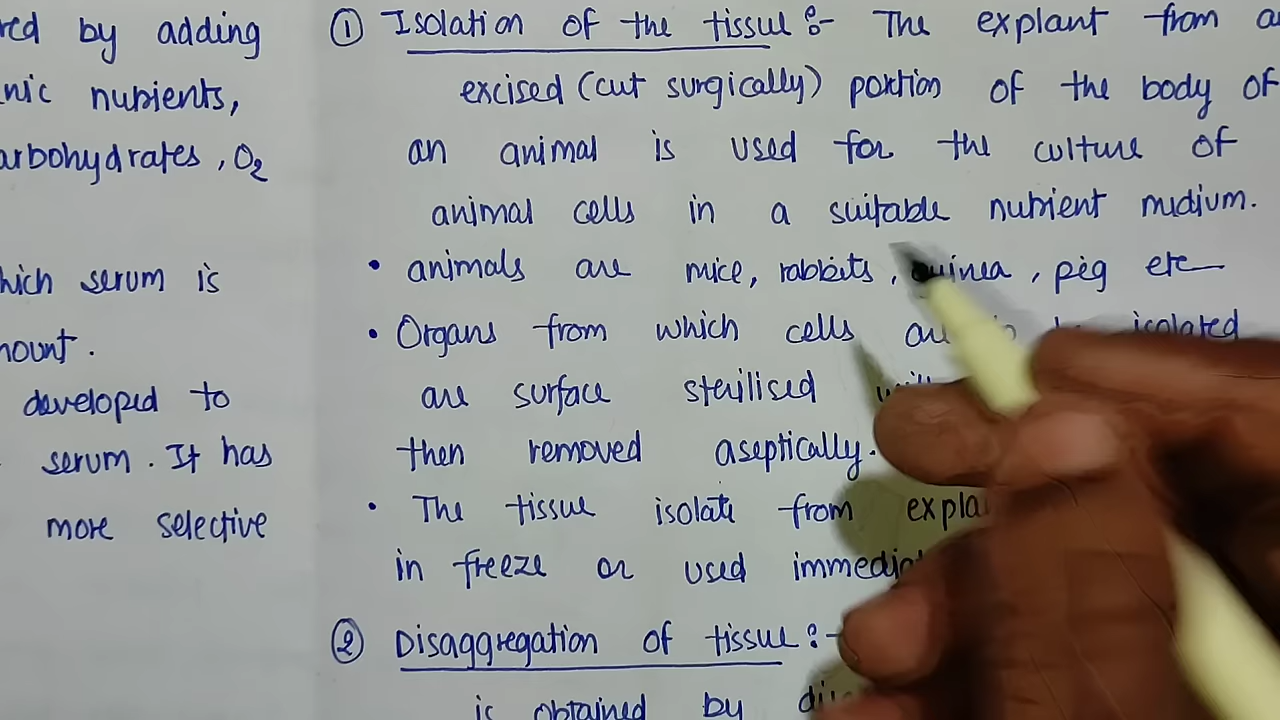 red by adding
nic nutrients,
arbohydrates, O2
hich serum is
mount.
developed to
serum. It has
more selective
① Isolation of the tissue :- The explant from a
excised (cut surgically) portion of the body of
an animal is used for the culture of
animal cells in a suitable nutrient medium.
• animals are mice, rabbits, guinea, pig etc
• Organs from which cells are isolated
are surface sterilised
then removed aseptically.
• The tissue isolate from expla
in freeze or used immediat
② Disaggregation of tissue :-
is obtained by